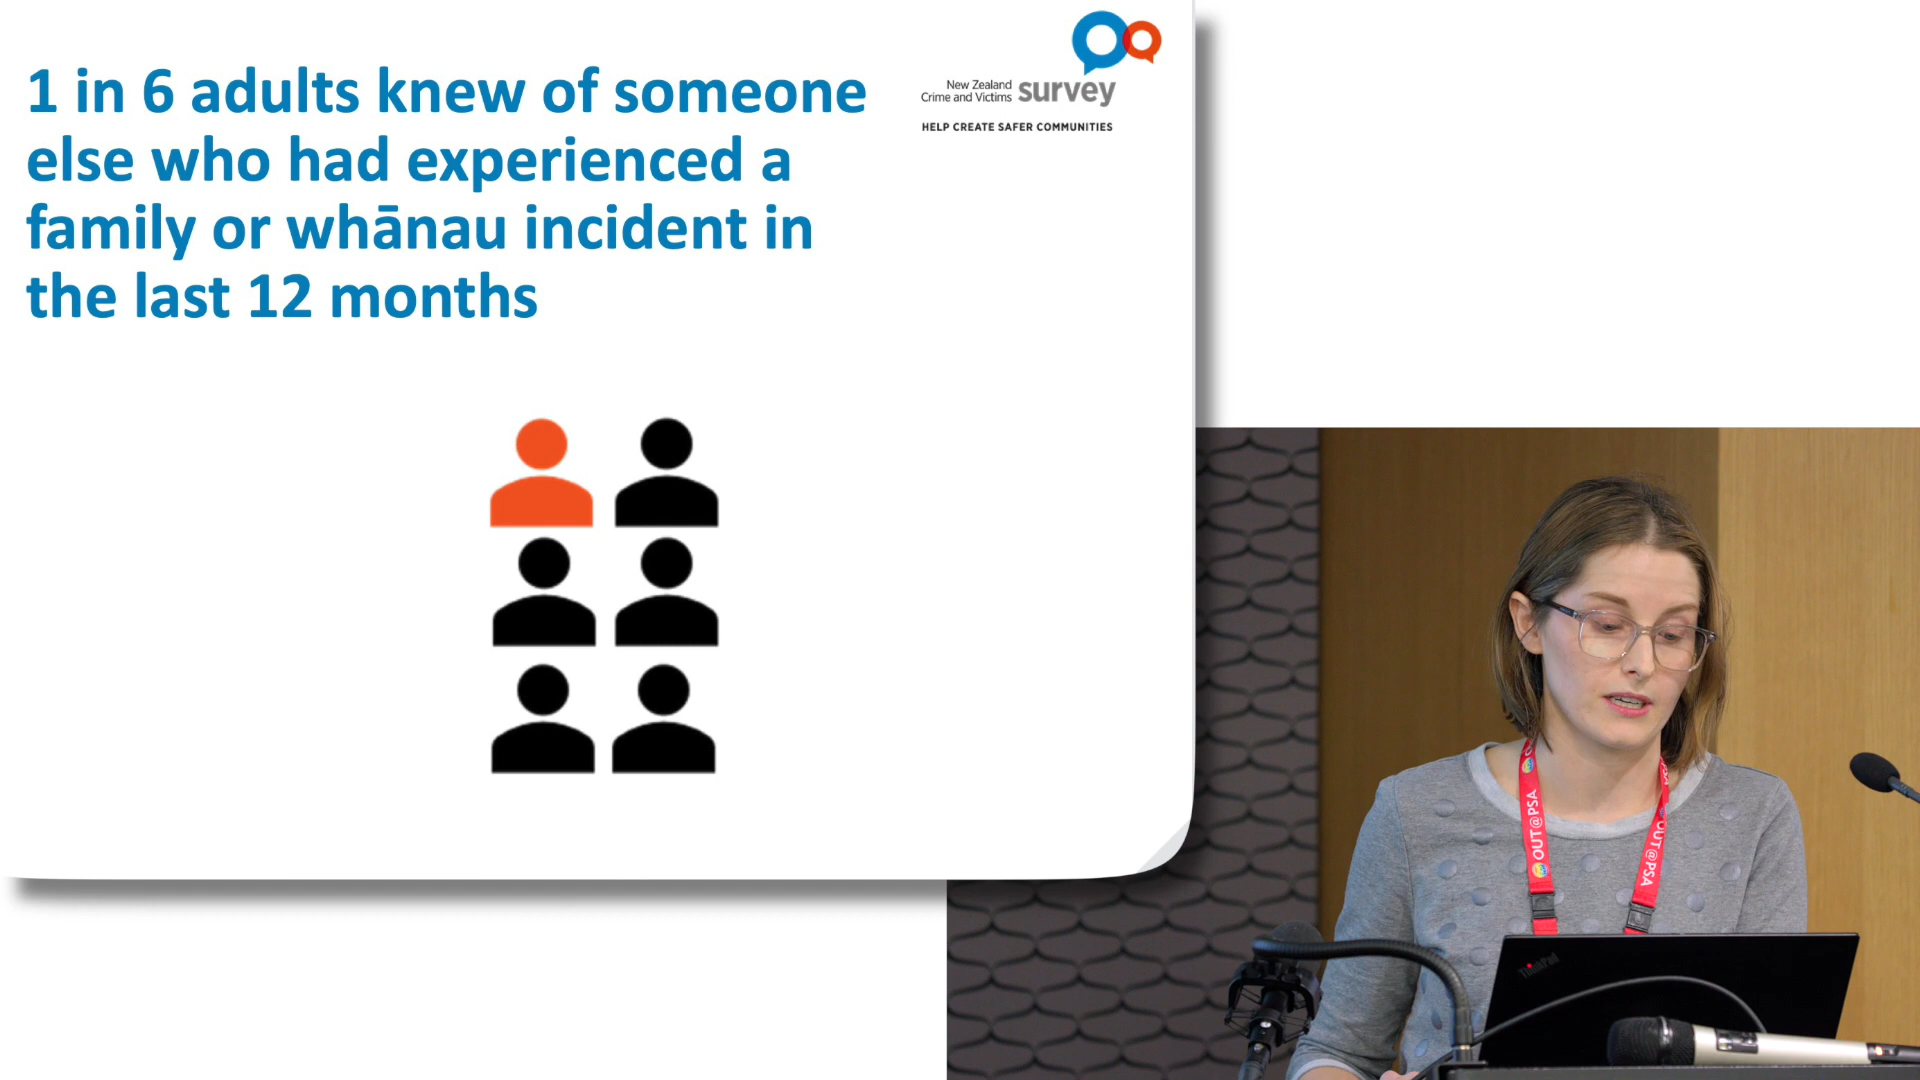 1 in 6 adults knew of someone
else who had experienced a
family or whānau incident in
the last 12 months
New Zealand
Crime and Victims survey
HELP CREATE SAFER COMMUNITIES
OUT@PSA
OUT@PSA
ThinkPad